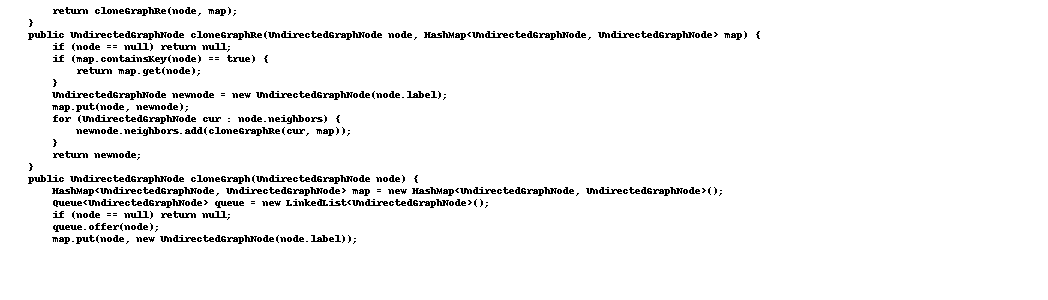 return cloneGraphRe(node, map);
}
public UndirectedGraphNode cloneGraphRe(UndirectedGraphNode node, HashMap<UndirectedGraphNode, UndirectedGraphNode> map) {
if (node == null) return null;
if (map.containsKey(node) == true) {
return map.get(node);
}
UndirectedGraphNode newnode = new UndirectedGraphNode(node.label);
map.put(node, newnode);
for (UndirectedGraphNode cur : node.neighbors) {
newnode.neighbors.add(cloneGraphRe(cur, map));
}
return newnode;
}
public UndirectedGraphNode cloneGraph(UndirectedGraphNode node) {
HashMap<UndirectedGraphNode, UndirectedGraphNode> map = new HashMap<UndirectedGraphNode, UndirectedGraphNode>();
Queue<UndirectedGraphNode> queue = new LinkedList<UndirectedGraphNode>();
if (node == null) return null;
queue.offer(node);
map.put(node, new UndirectedGraphNode(node.label));